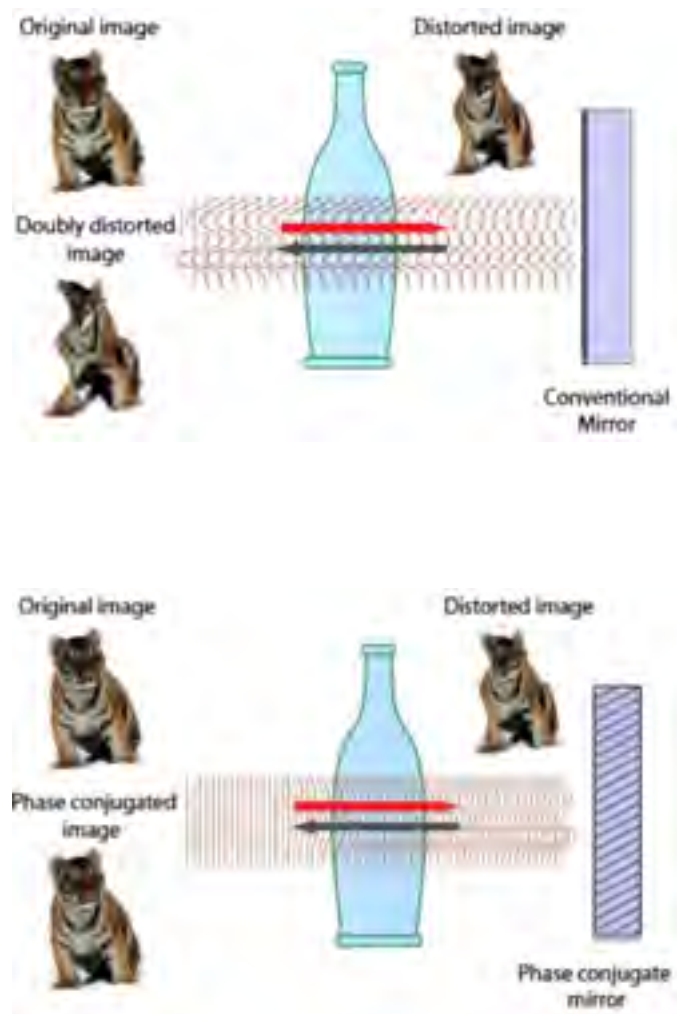 Original image
Distorted image
Doubly distorted
image
Conventional
Mirror
Original image
Distorted image
Phase conjugated
image
Phase conjugate
mirror